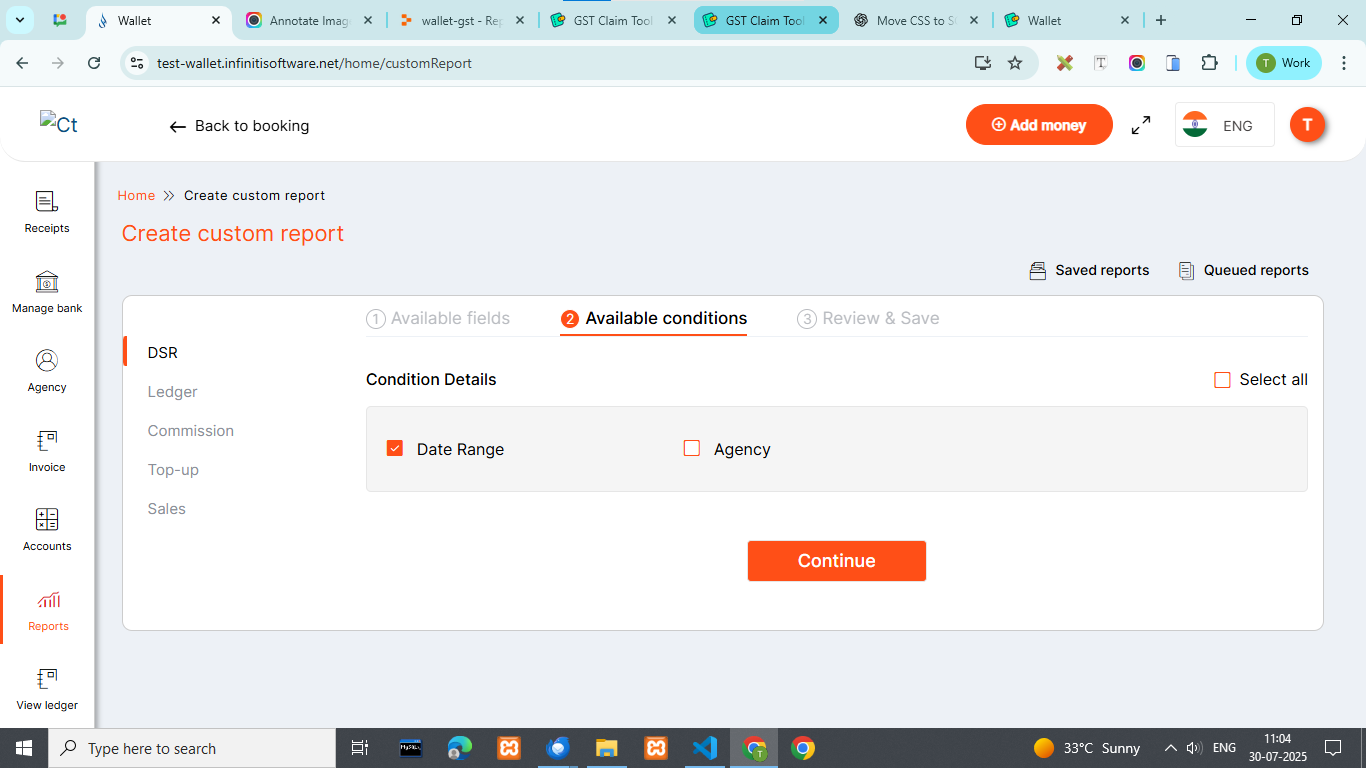 Wallet
Annotate Imag
wallet-gst - Rep
GST Claim Tool
GST Claim Tool
Move CSS to S
Wallet
test-wallet.infinitisoftware.net/home/customReport
T
Work
Ct
Back to booking
Add money
ENG
T
Receipts
Manage bank
Agency
Invoice
Accounts
Reports
View ledger
Home
Create custom report
Create custom report
Saved reports
Queued reports
DSR
Ledger
Commission
Top-up
Sales
1 Available fields
2 Available conditions
3 Review & Save
Condition Details
Select all
Date Range
Agency
Continue
Type here to search
MySQL
T
33°C Sunny
ENG
11:04
30-07-2025